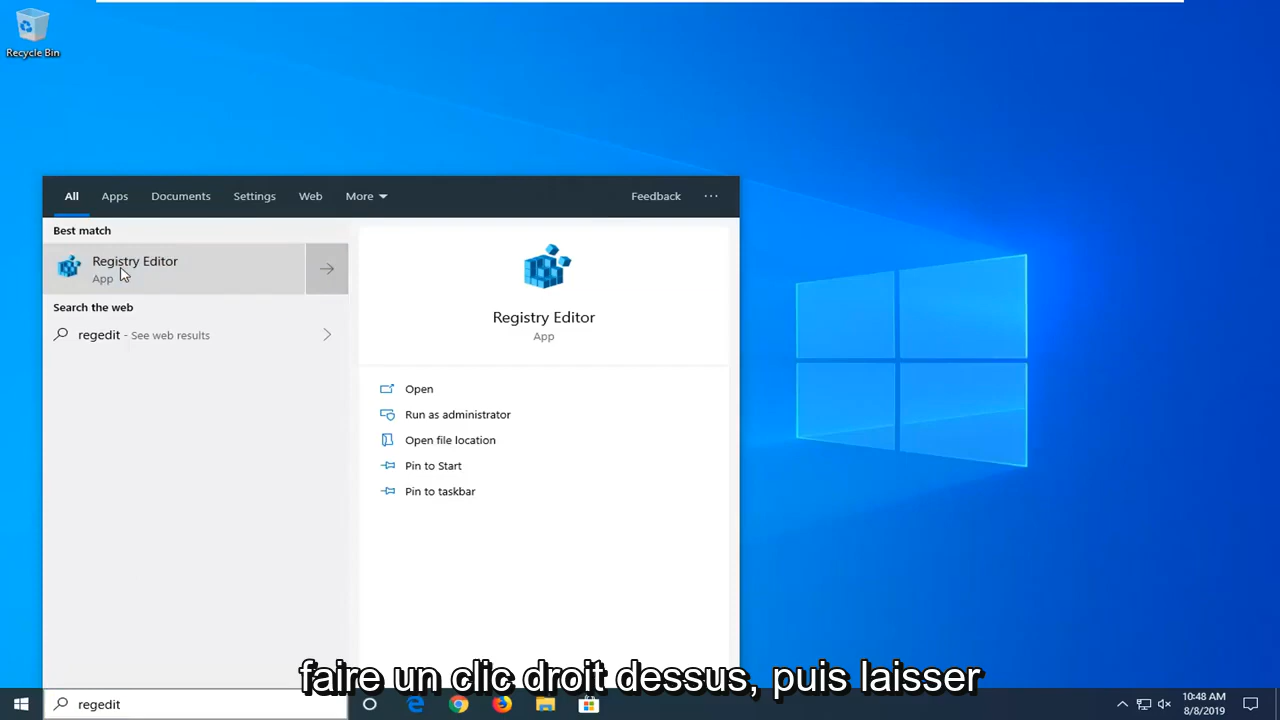 Recycle Bin
All Apps Documents Settings Web More Feedback ...
Best match
Registry Editor
App
Search the web
regedit - See web results
Registry Editor
App
Open
Run as administrator
Open file location
Pin to Start
Pin to taskbar
faire un clic droit dessus, puis laisser
regedit
10:48 AM
8/8/2019